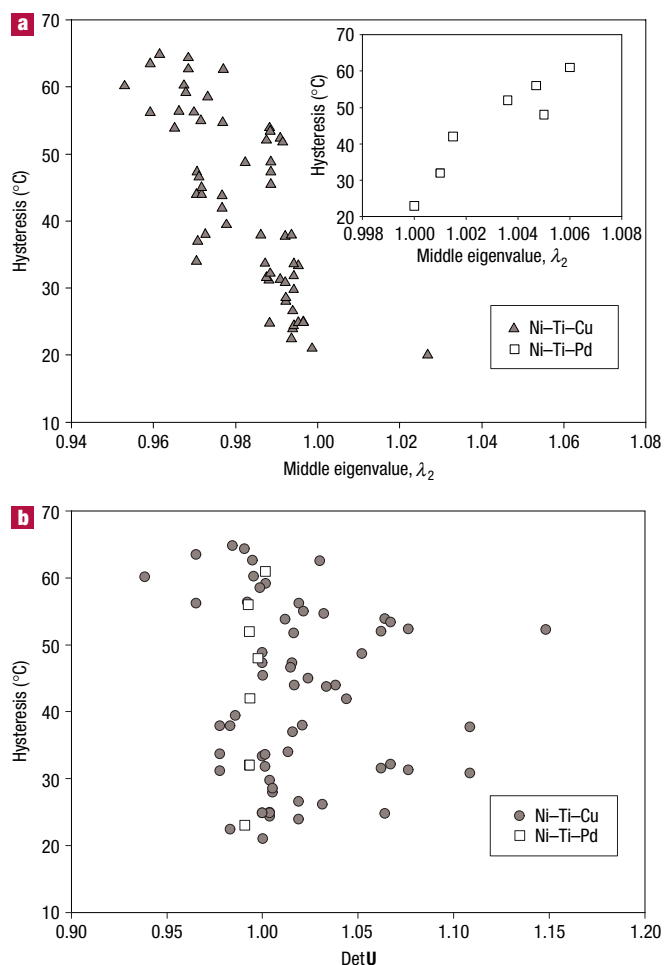 a
70
60
50
40
30
20
10
Hysteresis (°C)
0.94 0.96 0.98 1.00 1.02 1.04 1.06 1.08
Middle eigenvalue, λ2
70
60
50
40
30
20
Hysteresis (°C)
0.998 1.000 1.002 1.004 1.006 1.008
Middle eigenvalue, λ2
Ni–Ti–Cu
Ni–Ti–Pd
b
70
60
50
40
30
20
10
Hysteresis (°C)
0.90 0.95 1.00 1.05 1.10 1.15 1.20
DetU
Ni–Ti–Cu
Ni–Ti–Pd